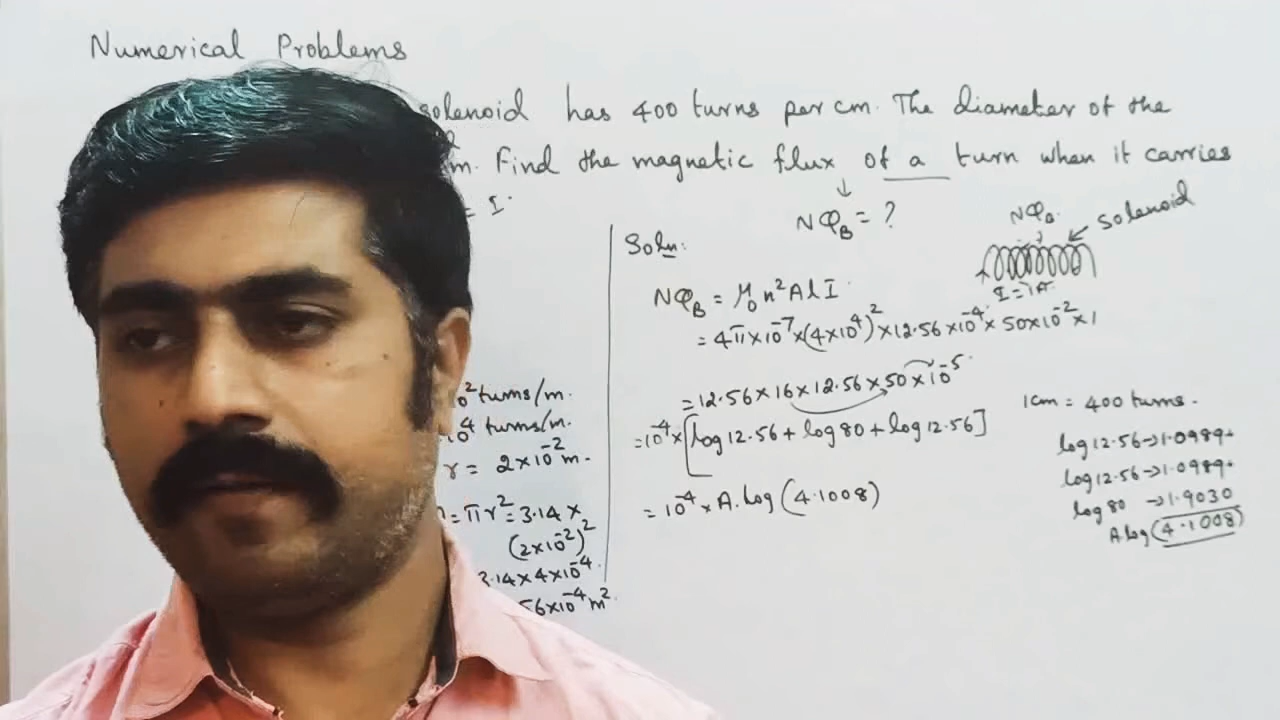 Numerical Problems
solenoid has 400 turns per cm. The diameter of the
m. Find the magnetic flux of a turn when it carries
= I.
↓
NΦB = ?
NΦB
solenoid
I = 1A
Soln:
NΦB = μ0 n²AlI
= 4π×10⁻⁷×(4×10⁴)²×12.56×10⁻⁴×50×10⁻²×1
= 12.56×16×12.56×50×10⁻⁵
= 10⁻⁴×[log 12.56 + log 80 + log 12.56]
= 10⁻⁴ × A.log (4.1008)
10² turns/m.
10⁴ turns/m.
r = 2×10⁻² m.
= πr² = 3.14 ×
(2×10⁻²)²
3.14×4×10⁻⁴
56×10⁻⁴ m²
1cm = 400 turns.
log 12.56→1.0989+
log 12.56→1.0989+
log 80 →1.9030
A log (4.1008)